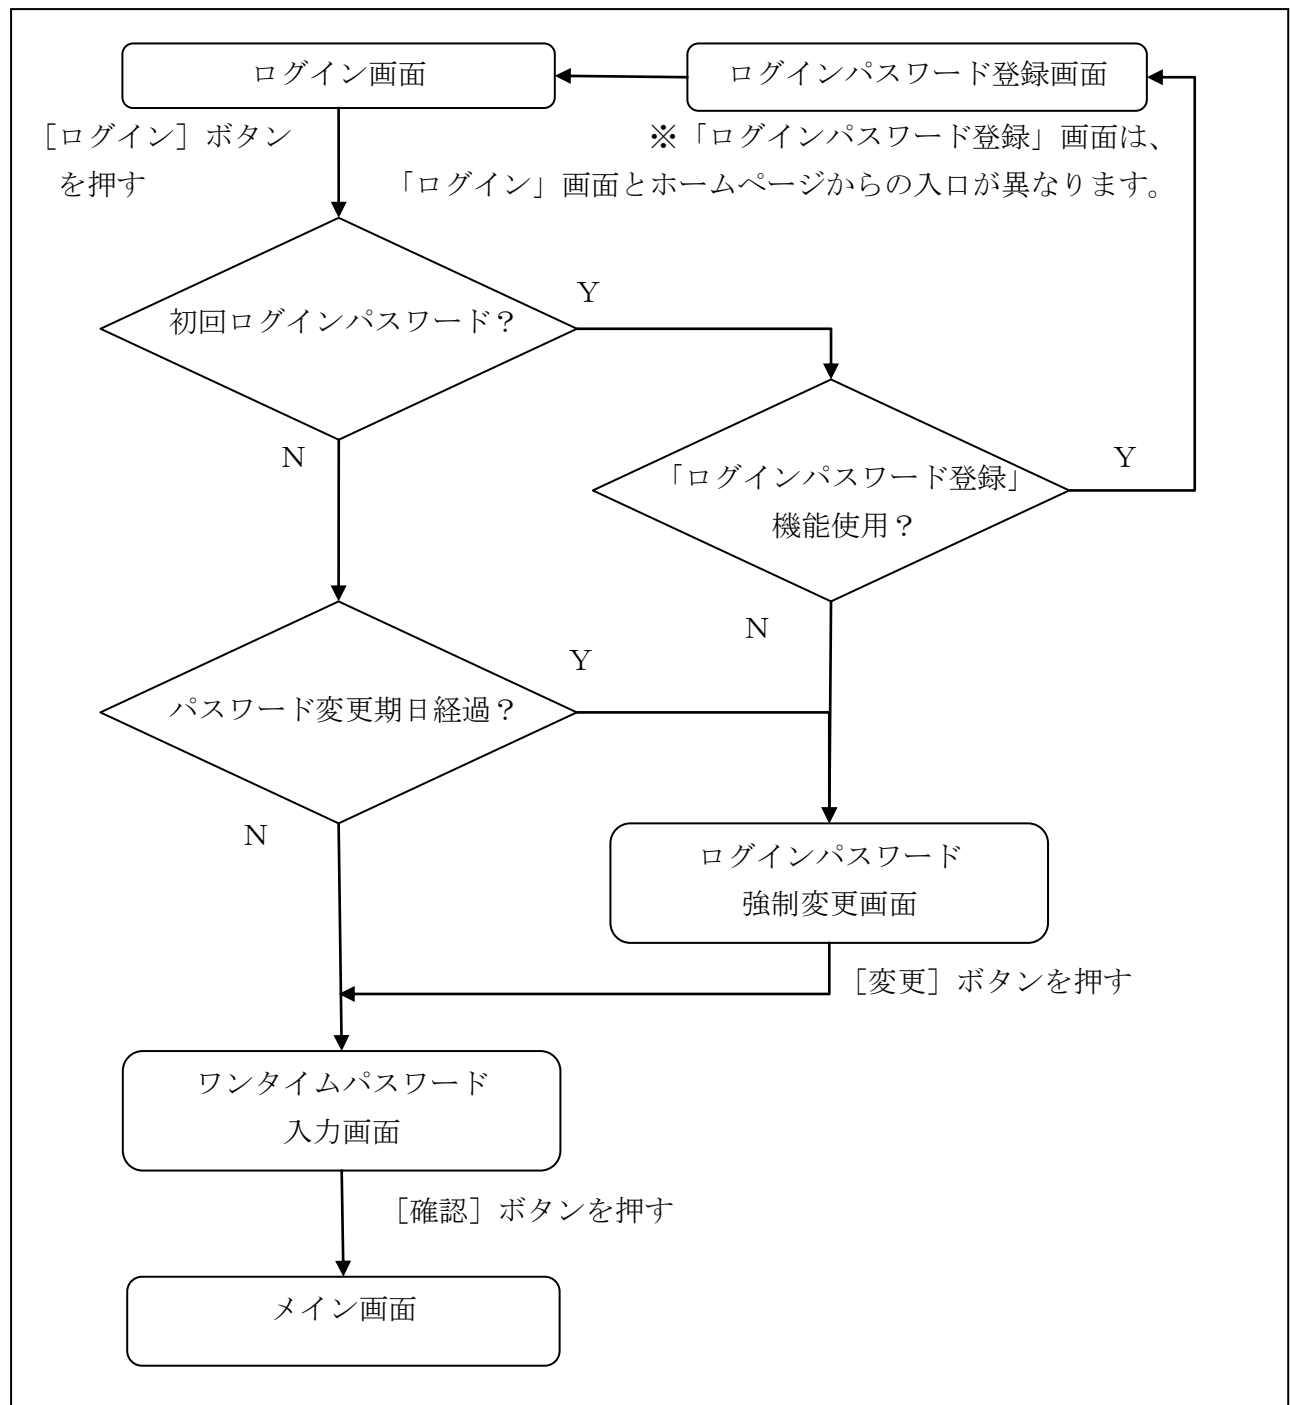 ログイン画面
ログインパスワード登録画面
［ログイン］ボタン
を押す
※「ログインパスワード登録」画面は、
「ログイン」画面とホームページからの入口が異なります。
初回ログインパスワード？
Y
N
「ログインパスワード登録」
機能使用？
Y
N
パスワード変更期日経過？
Y
N
ログインパスワード
強制変更画面
［変更］ボタンを押す
ワンタイムパスワード
入力画面
［確認］ボタンを押す
メイン画面